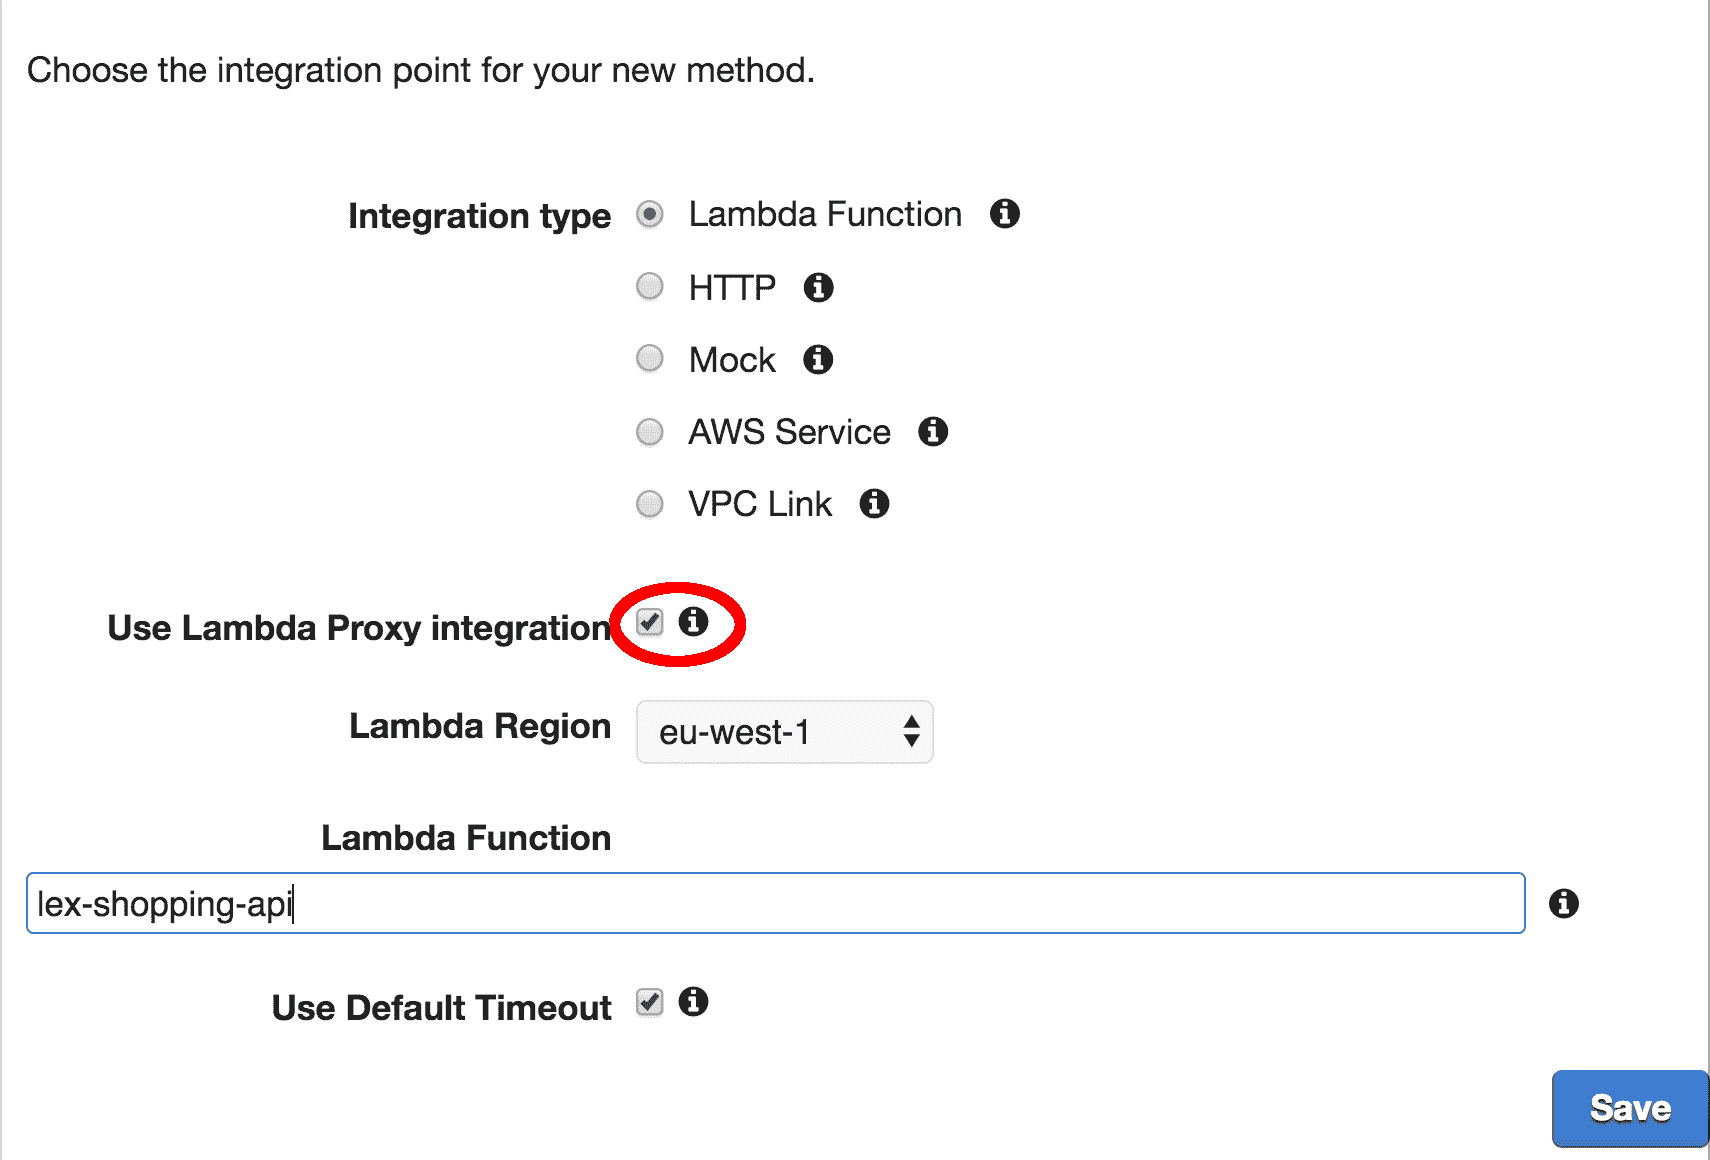 Choose the integration point for your new method.
Integration type Lambda Function
HTTP
Mock
AWS Service
VPC Link
Use Lambda Proxy integration
Lambda Region eu-west-1
Lambda Function
lex-shopping-api
Use Default Timeout
Save